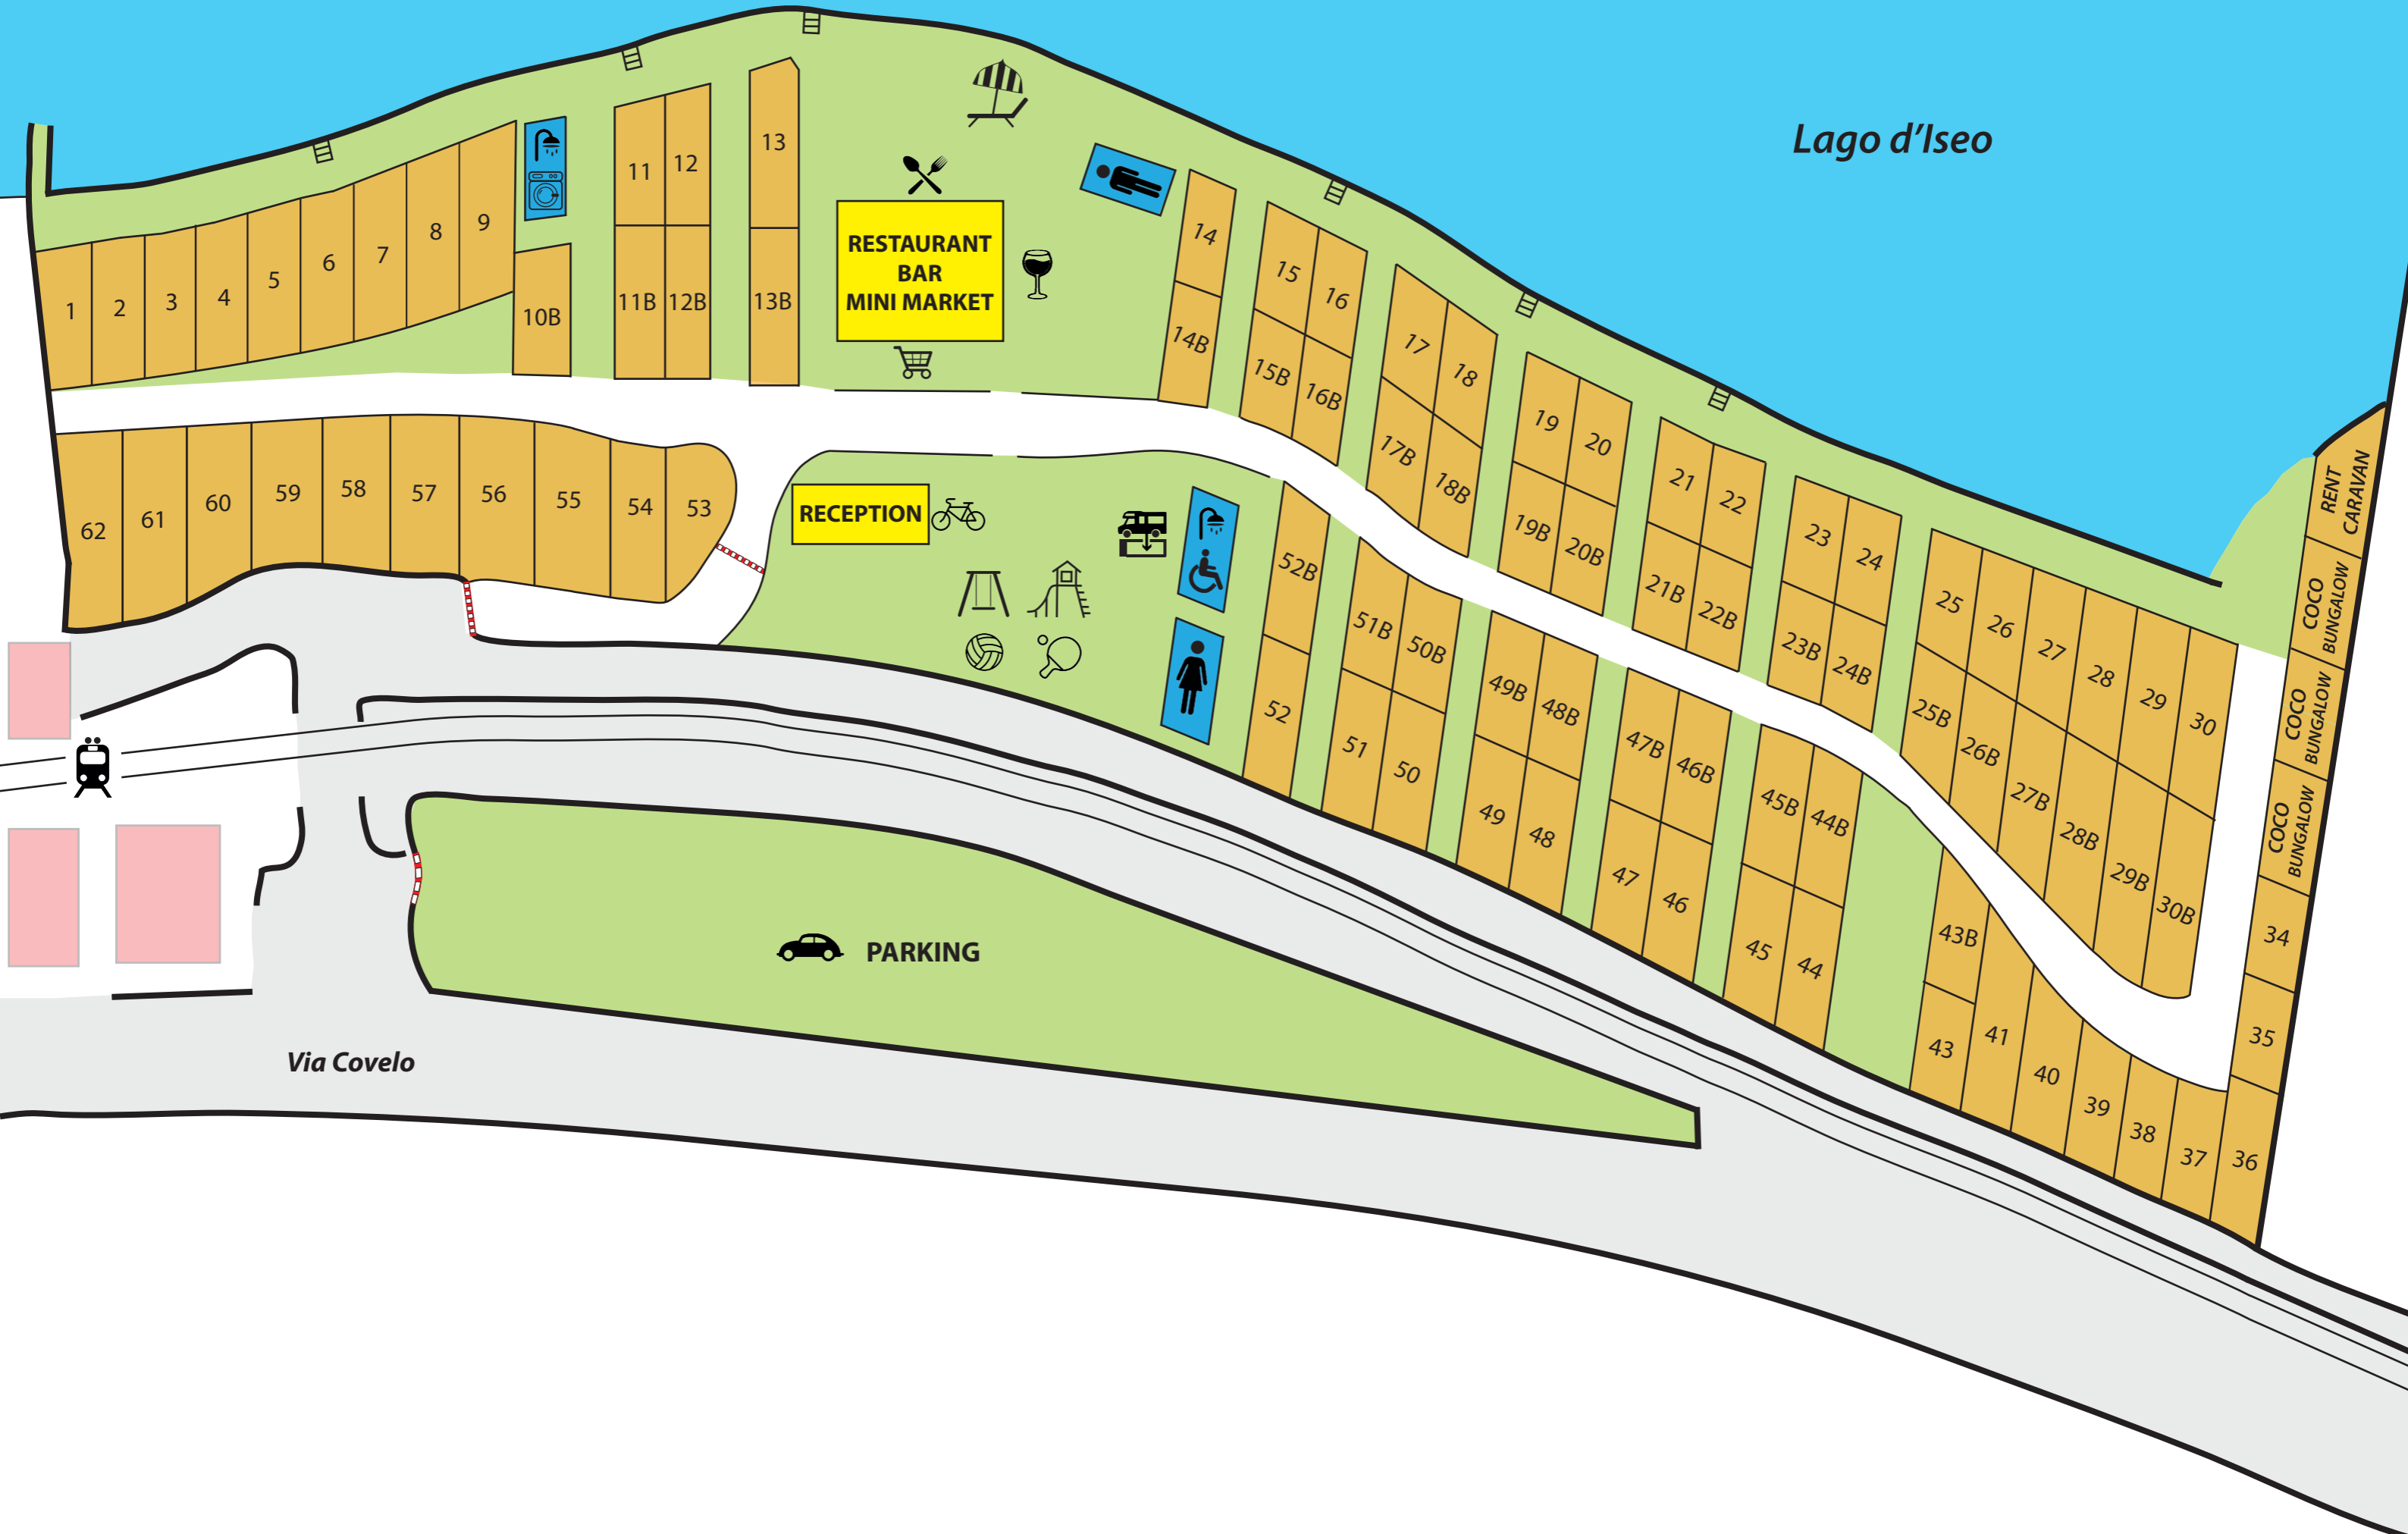 Lago d'Iseo
1
2
3
4
5
6
7
8
9
10B
11
12
11B
12B
13
13B
RESTAURANT
BAR
MINI MARKET
14
14B
15
16
15B
16B
17
18
17B
18B
19
20
19B
20B
21
22
21B
22B
23
24
23B
24B
25
26
27
28
29
30
25B
26B
27B
28B
29B
30B
RENT
CARAVAN
COCO
BUNGALOW
COCO
BUNGALOW
COCO
BUNGALOW
34
35
36
37
38
39
40
41
43B
43
45B
44B
45
44
47B
46B
47
46
49B
48B
49
48
51B
50B
51
50
52B
52
RECEPTION
53
54
55
56
57
58
59
60
61
62
PARKING
Via Covelo